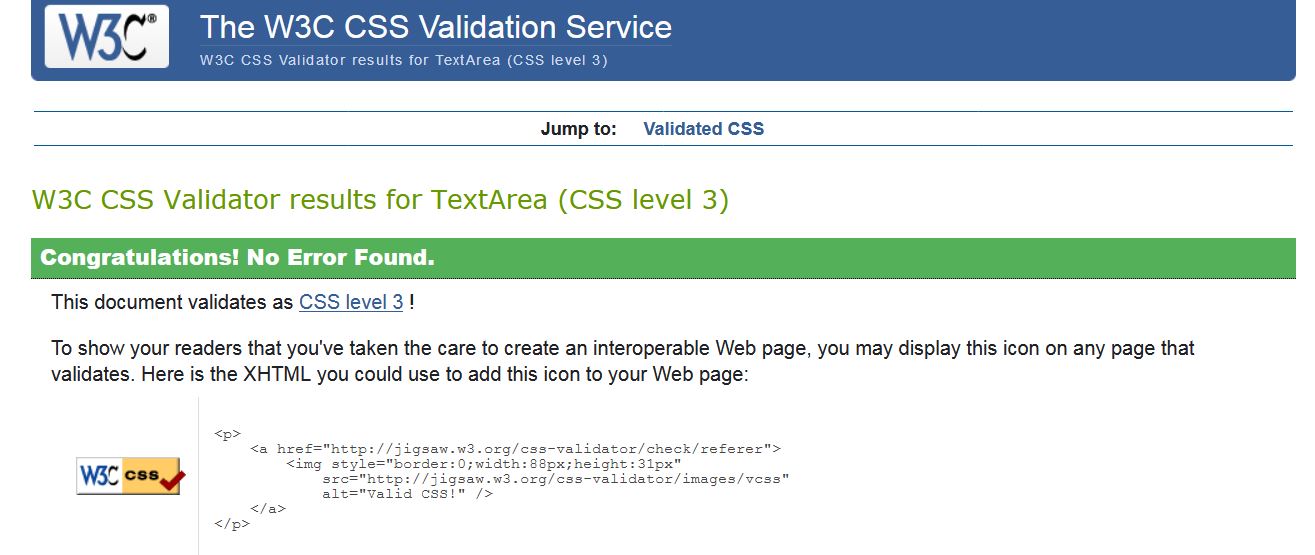 W3C®
The W3C CSS Validation Service
W3C CSS Validator results for TextArea (CSS level 3)
Jump to: Validated CSS
W3C CSS Validator results for TextArea (CSS level 3)
Congratulations! No Error Found.
This document validates as CSS level 3 !
To show your readers that you've taken the care to create an interoperable Web page, you may display this icon on any page that
validates. Here is the XHTML you could use to add this icon to your Web page:
W3C css
<p>
<a href="http://jigsaw.w3.org/css-validator/check/referer">
<img style="border:0;width:88px;height:31px"
src="http://jigsaw.w3.org/css-validator/images/vcss"
alt="Valid CSS!" />
</a>
</p>